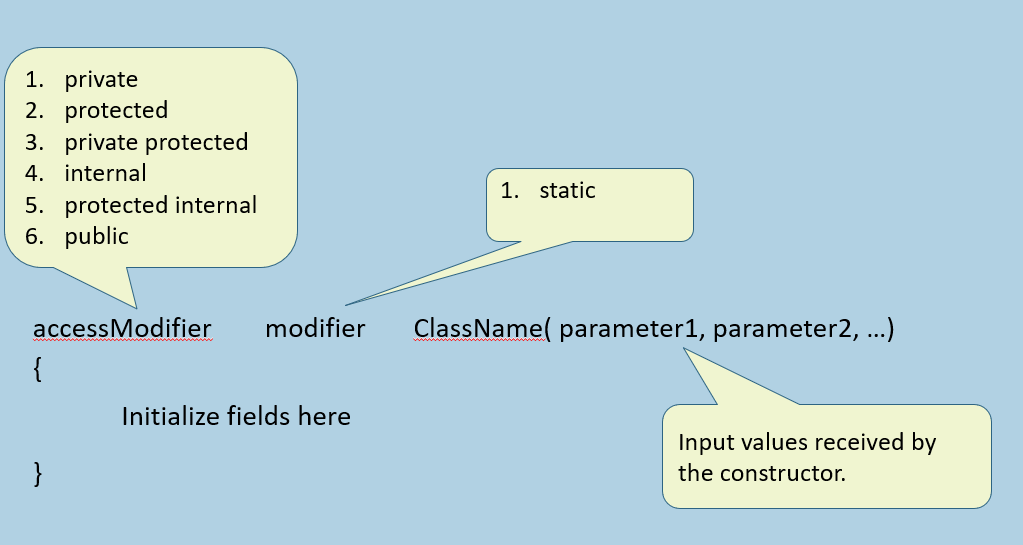 1. private
2. protected
3. private protected
4. internal
5. protected internal
6. public
1. static
accessModifier modifier ClassName( parameter1, parameter2, ...)
{
Initialize fields here
}
Input values received by
the constructor.